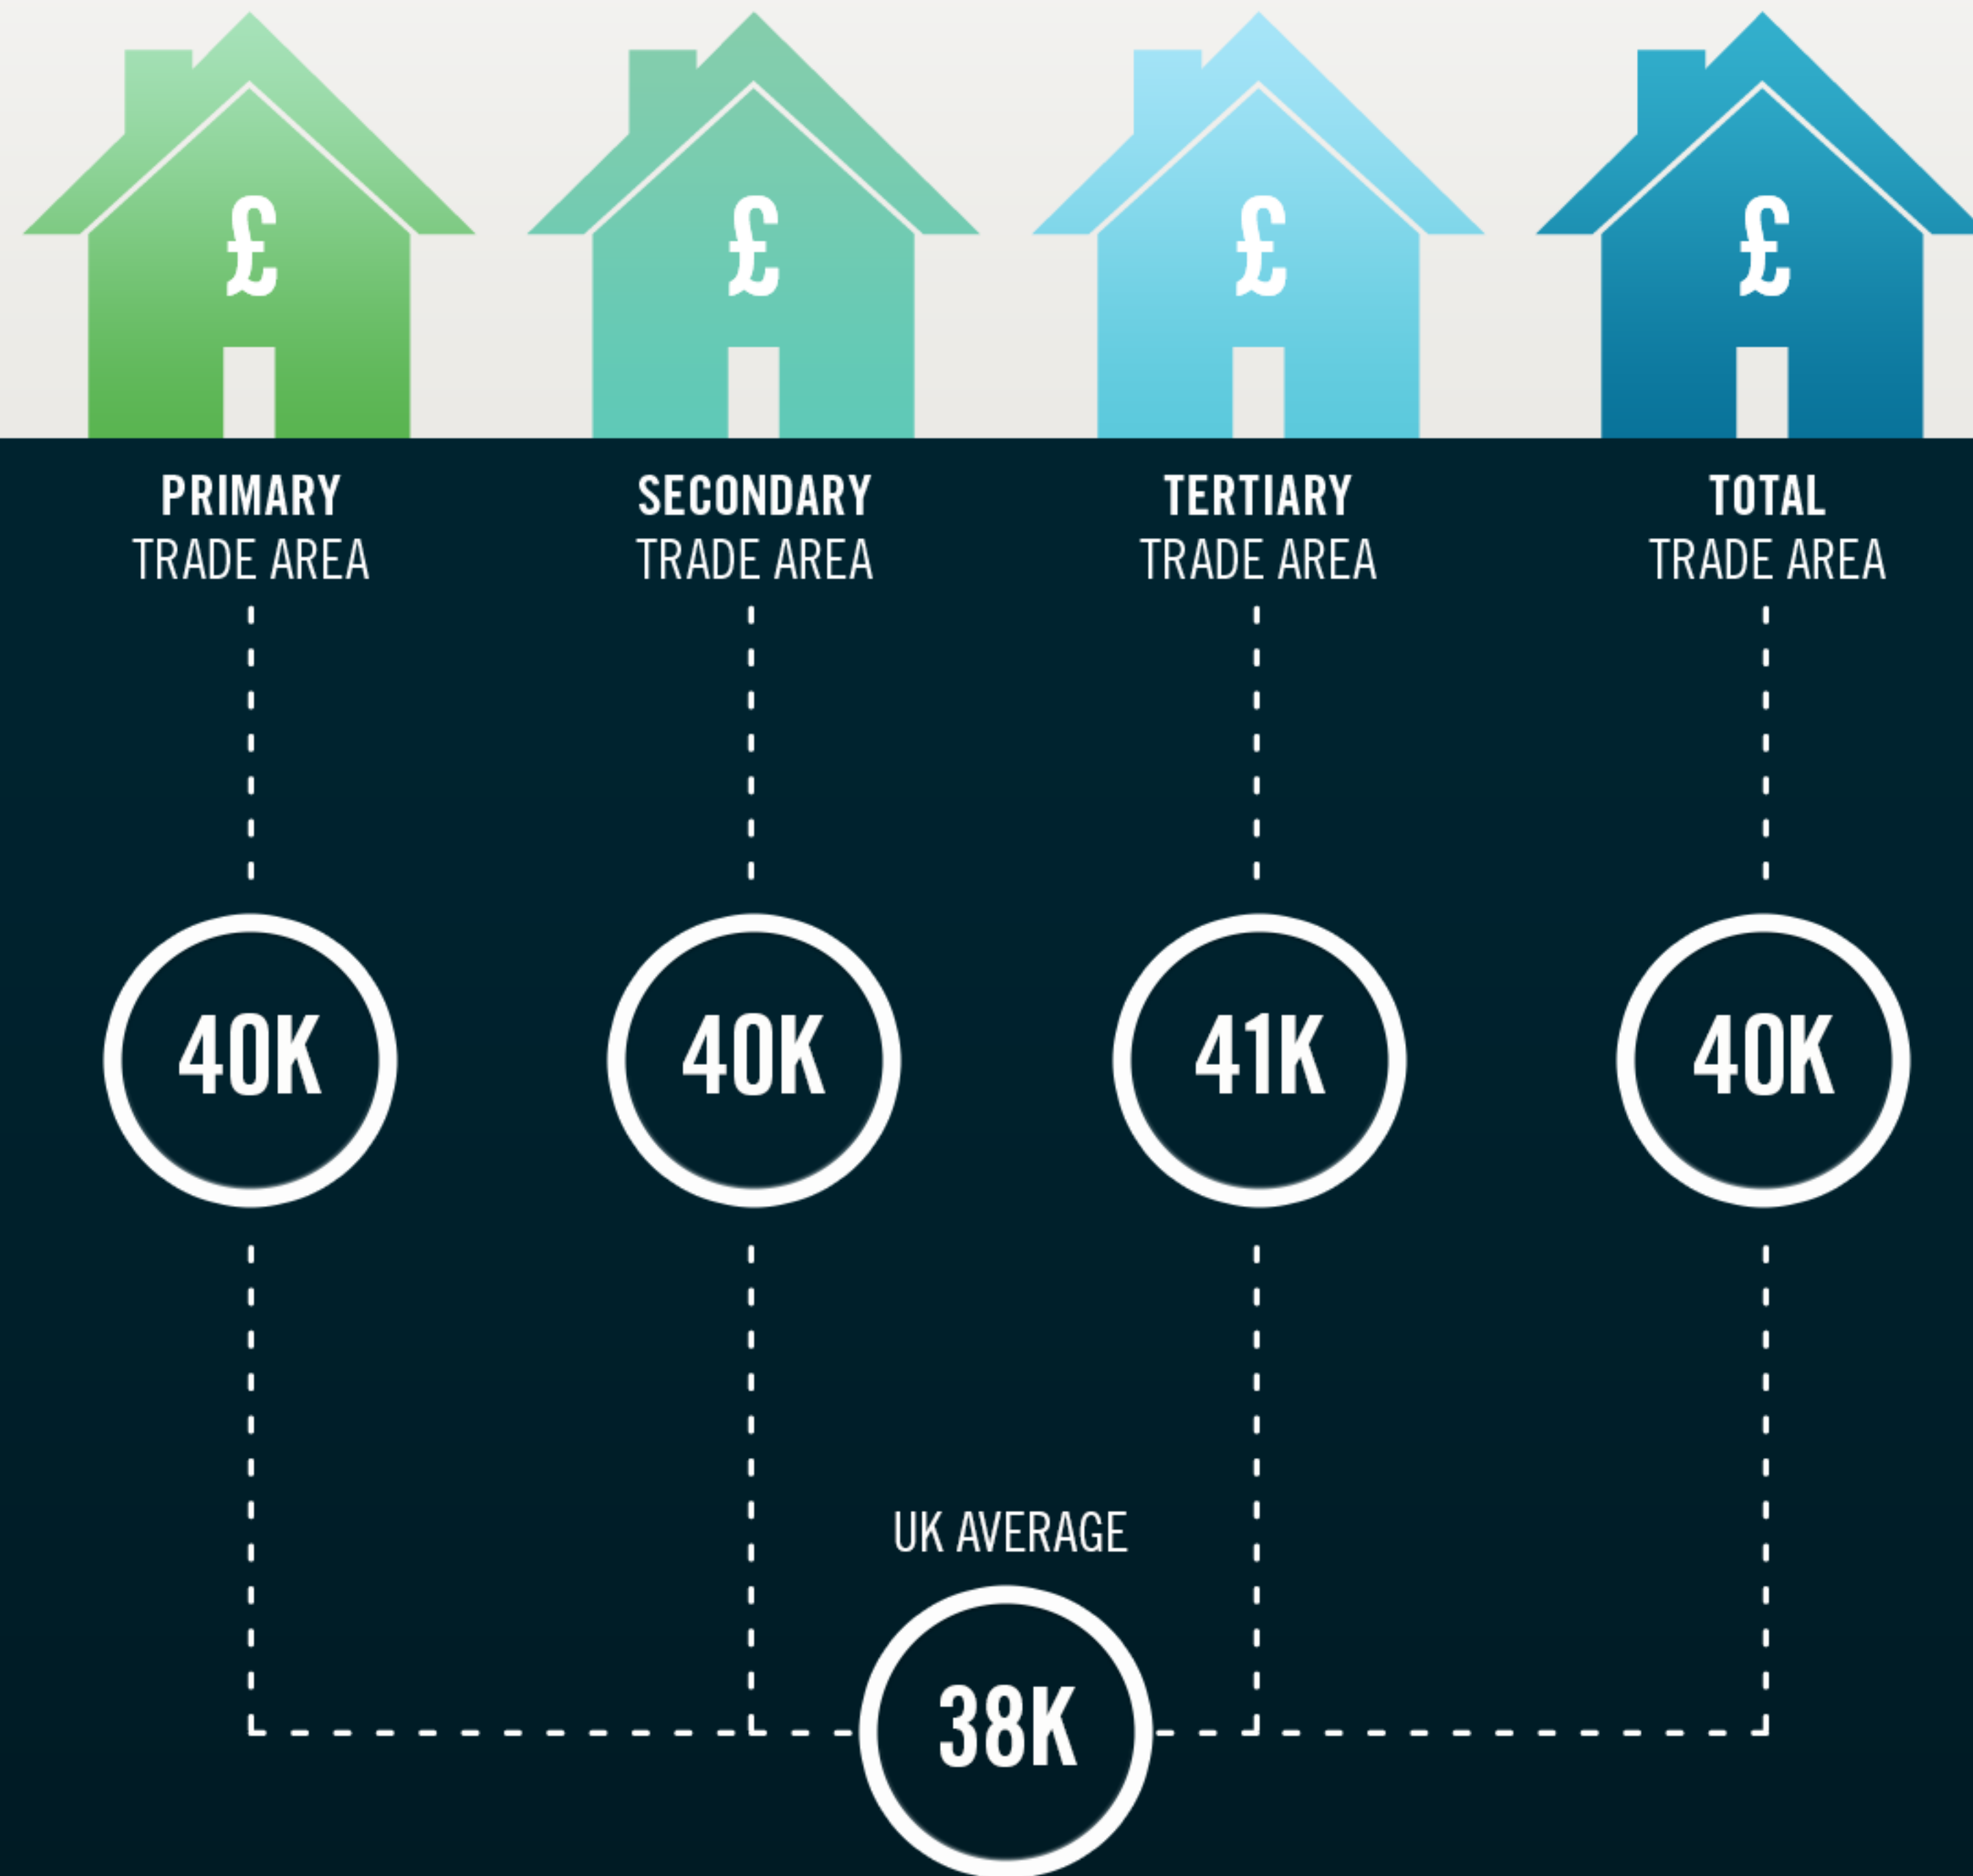 £
£
£
£
PRIMARY
TRADE AREA
SECONDARY
TRADE AREA
TERTIARY
TRADE AREA
TOTAL
TRADE AREA
40K
40K
41K
40K
UK AVERAGE
38K